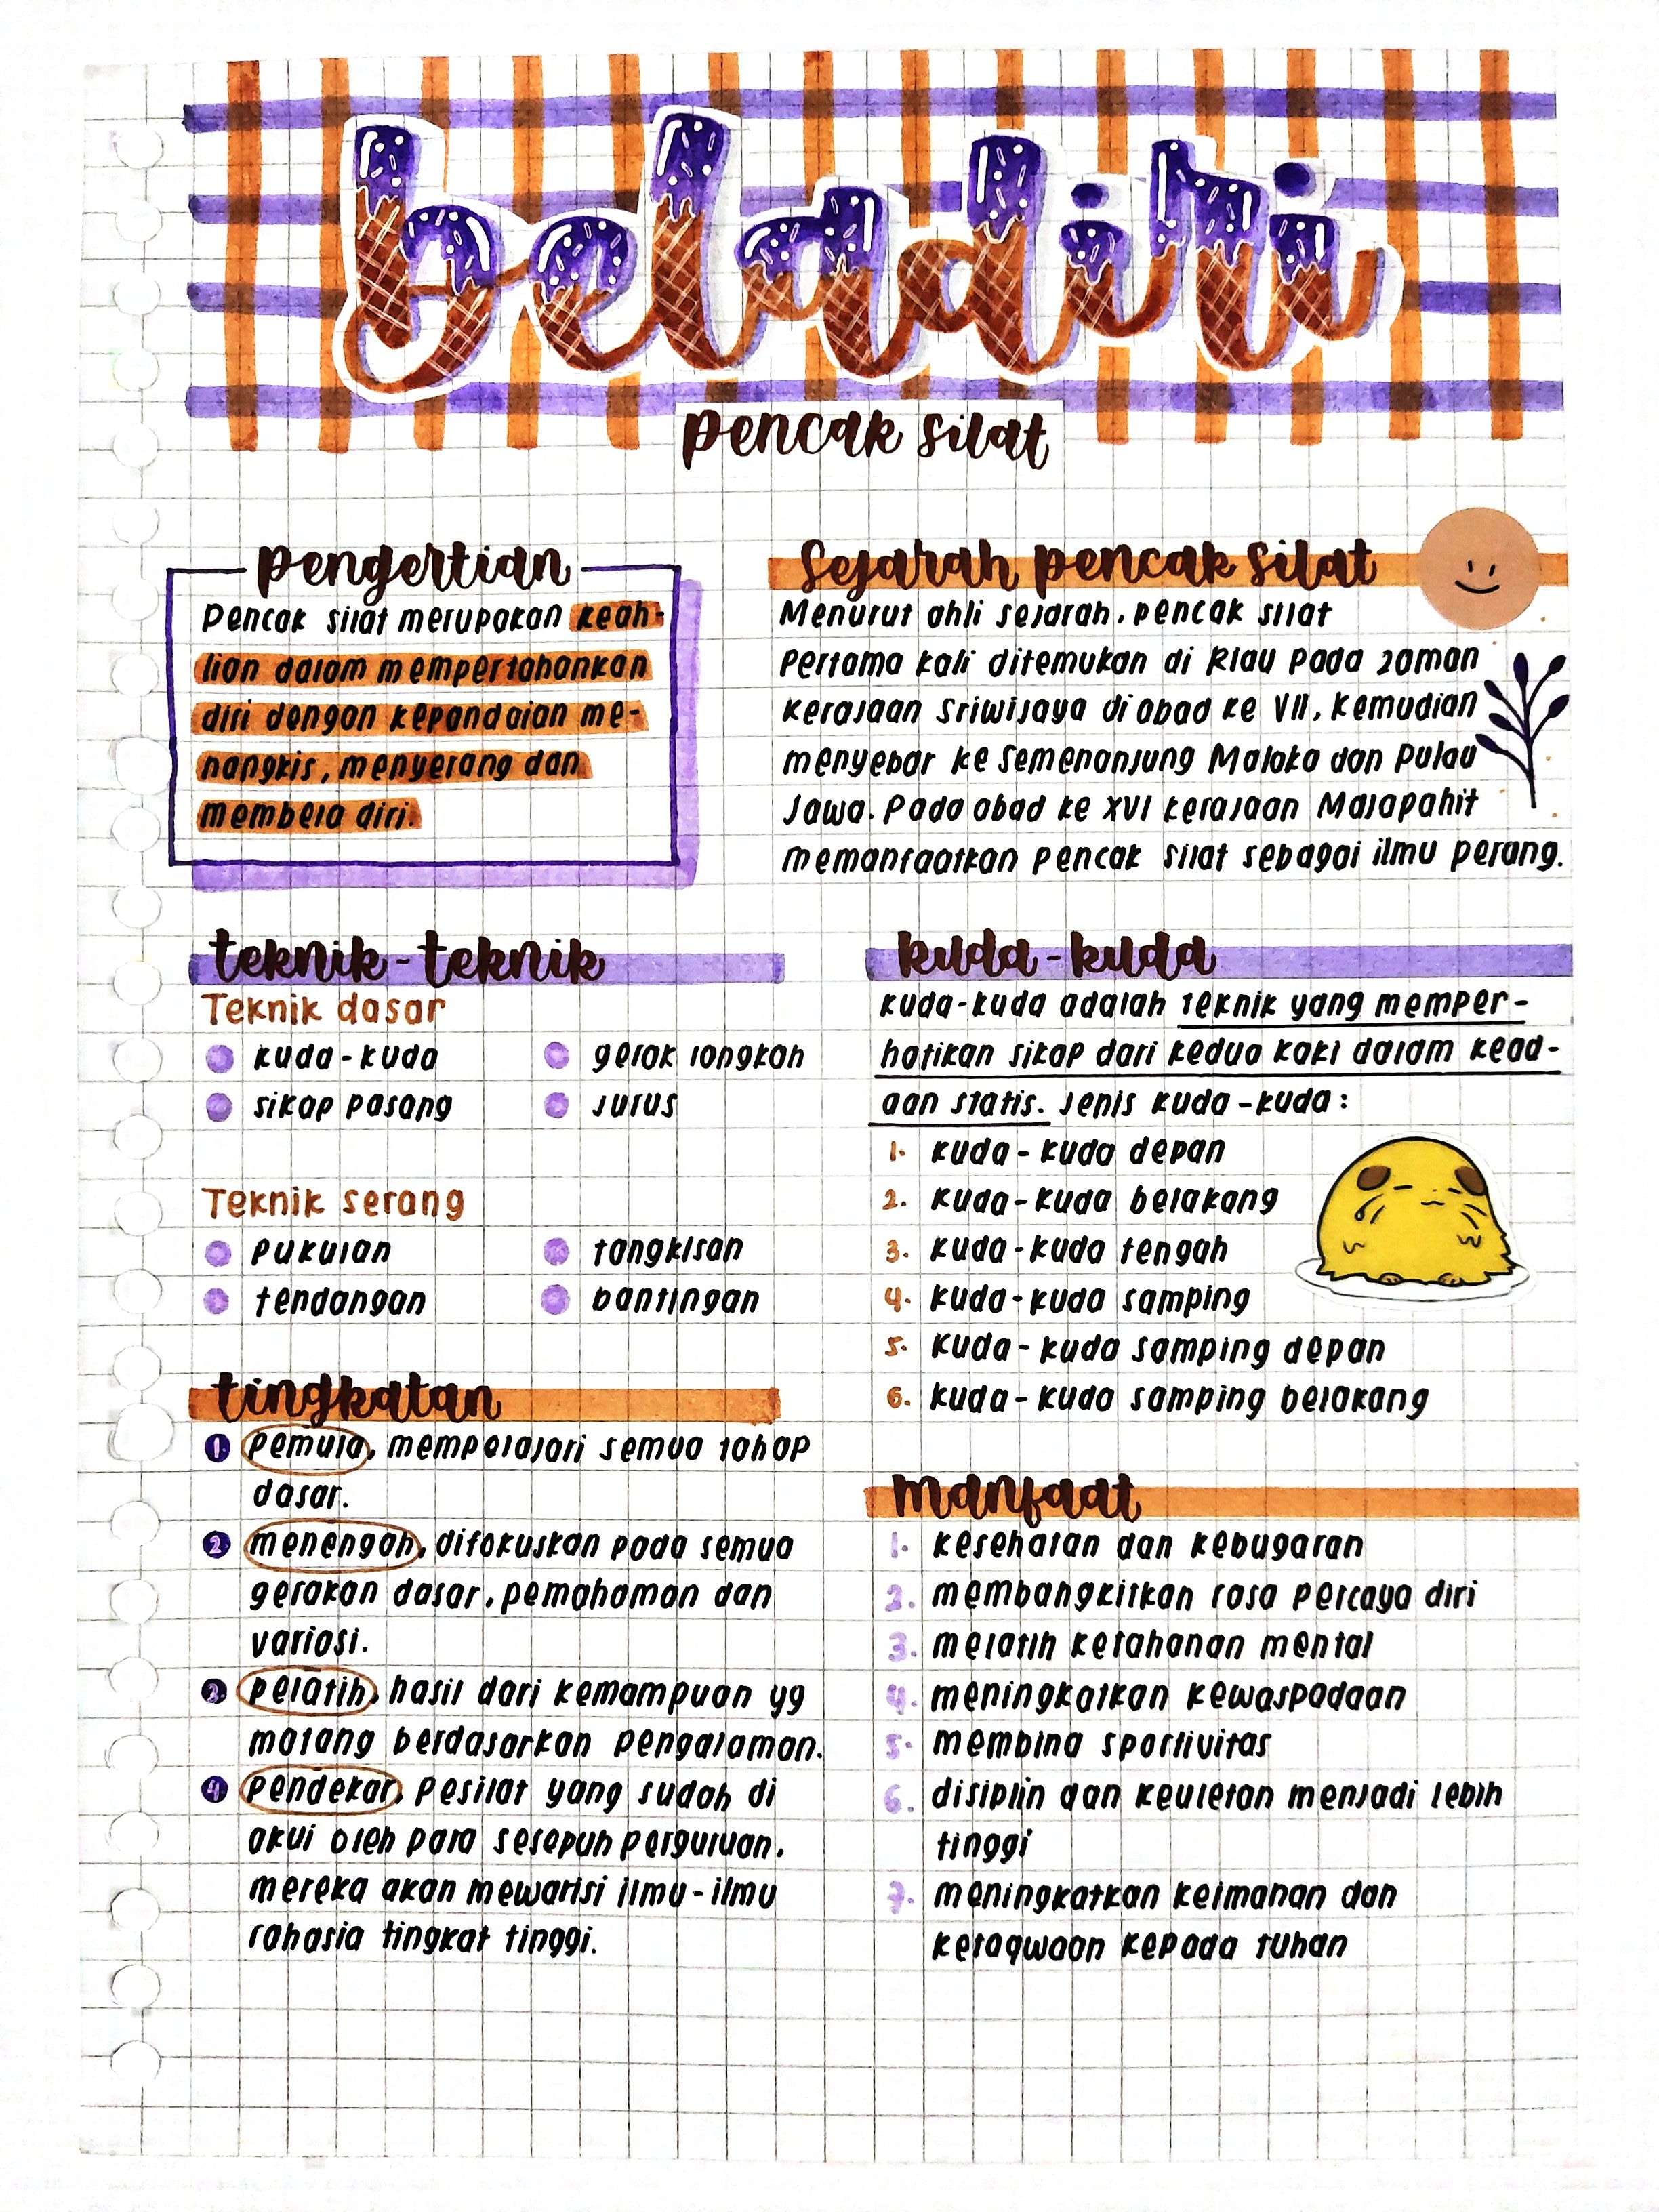 beladiri
pencak silat
pengertian
Pencak silat merupakan keah-
lian dalam mempertahankan
diri dengan kepandaian me-
nangkis, menyerang dan
membela diri.
Sejarah pencak silat
Menurut ahli sejarah, pencak silat
Pertama kali ditemukan di Riau pada zaman
kerajaan Sriwijaya di abad ke VII, kemudian
menyebar ke Semenanjung Malaka dan Pulau
Jawa. Pada abad ke XVI kerajaan Majapahit
memanfaatkan pencak silat sebagai ilmu perang.
teknik-teknik
Teknik dasar
kuda-kuda
gerak langkah
sikap pasang
jurus
Teknik serang
pukulan
tangkisan
tendangan
bantingan
kuda-kuda
kuda-kuda adalah teknik yang memper-
hatikan sikap dari kedua kaki dalam kead-
aan statis. Jenis kuda-kuda:
1. kuda-kuda depan
2. kuda-kuda belakang
3. kuda-kuda tengah
4. kuda-kuda samping
5. kuda-kuda samping depan
6. kuda-kuda samping belakang
tingkatan
1. pemula, mempelajari semua tahap
dasar.
2 menengah, difokuskan pada semua
gerakan dasar, pemahaman dan
variasi.
3. pelatih, hasil dari kemampuan yg
matang berdasarkan pengalaman.
4 pendekar, pesilat yang sudah di
akui oleh para sesepuh perguruan.
mereka akan mewarisi ilmu-ilmu
rahasia tingkat tinggi.
manfaat
1. kesehatan dan kebugaran
2. membangkitkan rasa percaya diri
3. melatih ketahanan mental
4. meningkatkan kewaspadaan
5. membina sportivitas
6. disiplin dan keuletan menjadi lebih
tinggi
7. meningkatkan keimanan dan
ketaqwaan kepada tuhan